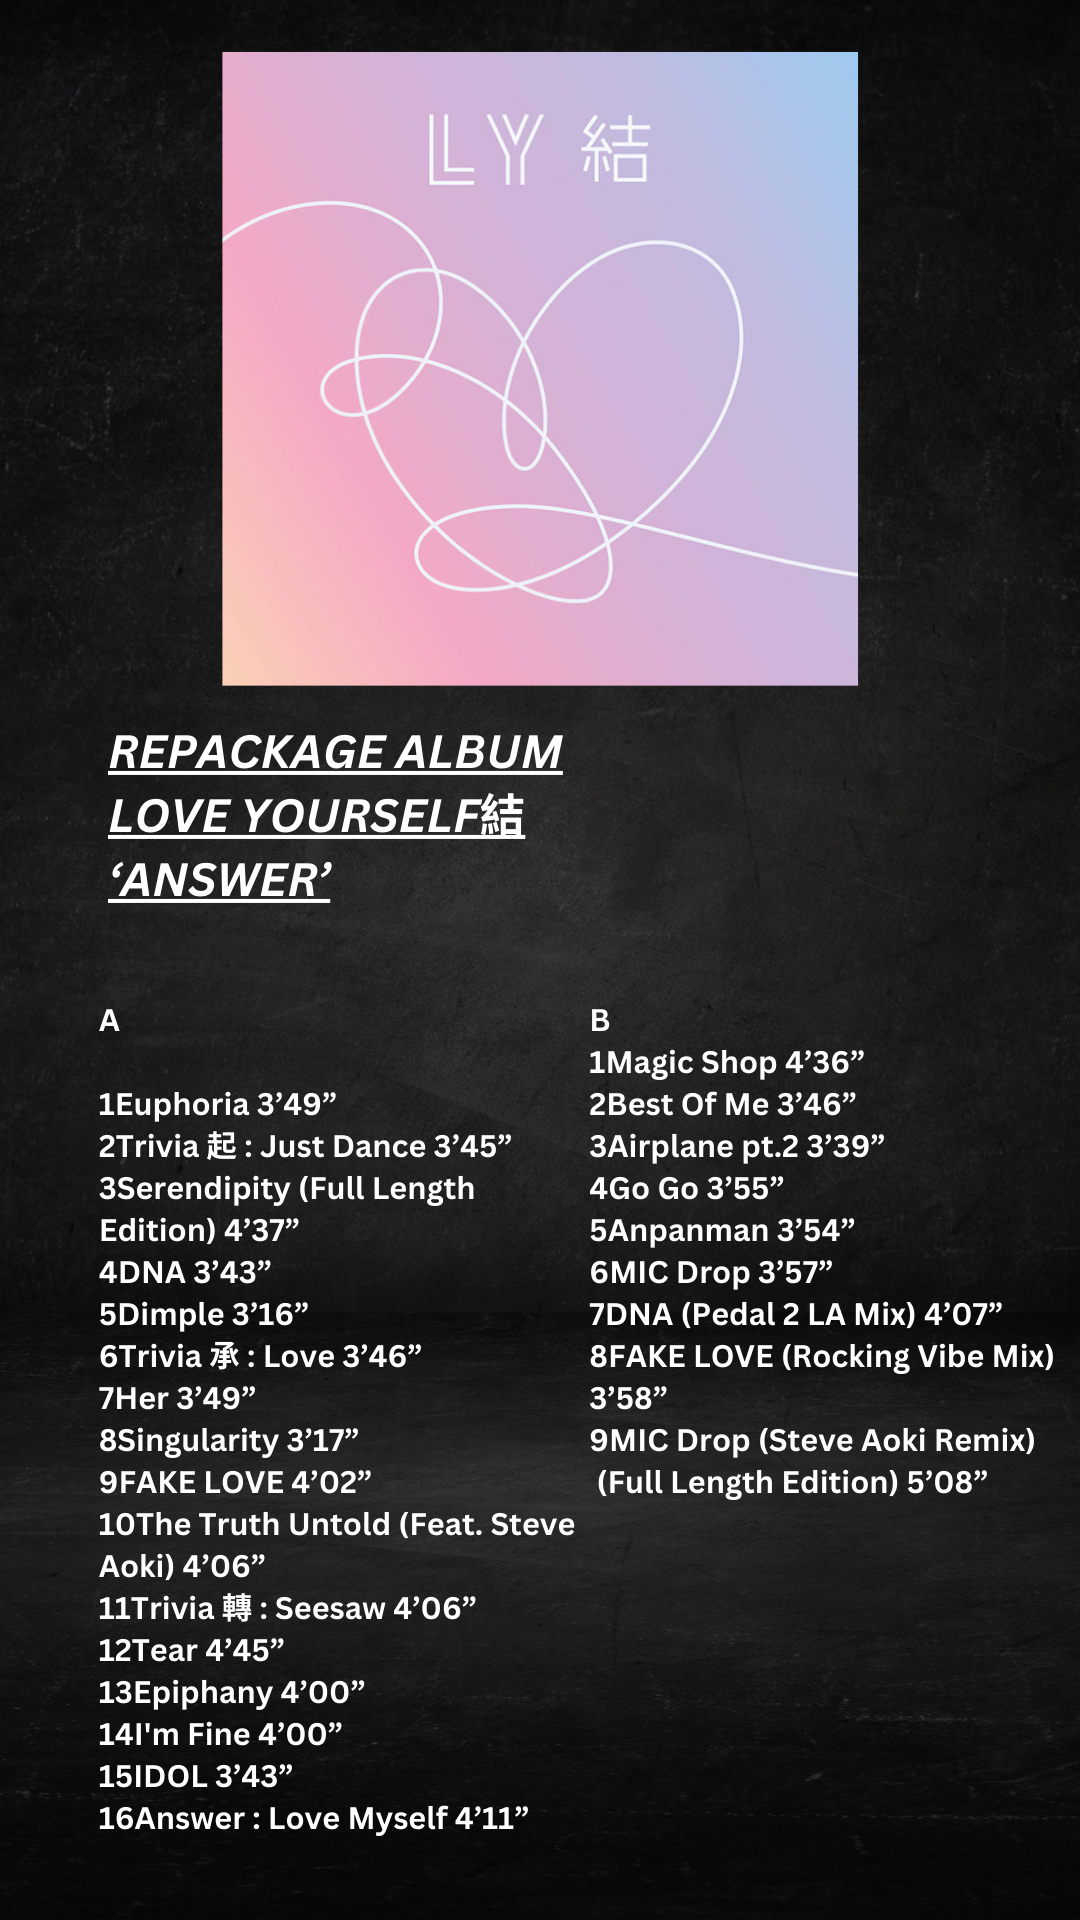 LY 結
REPACKAGE ALBUM
LOVE YOURSELF結
‘ANSWER’
A
1Euphoria 3’49”
2Trivia 起 : Just Dance 3’45”
3Serendipity (Full Length
Edition) 4’37”
4DNA 3’43”
5Dimple 3’16”
6Trivia 承 : Love 3’46”
7Her 3’49”
8Singularity 3’17”
9FAKE LOVE 4’02”
10The Truth Untold (Feat. Steve
Aoki) 4’06”
11Trivia 轉 : Seesaw 4’06”
12Tear 4’45”
13Epiphany 4’00”
14I'm Fine 4’00”
15IDOL 3’43”
16Answer : Love Myself 4’11”
B
1Magic Shop 4’36”
2Best Of Me 3’46”
3Airplane pt.2 3’39”
4Go Go 3’55”
5Anpanman 3’54”
6MIC Drop 3’57”
7DNA (Pedal 2 LA Mix) 4’07”
8FAKE LOVE (Rocking Vibe Mix)
3’58”
9MIC Drop (Steve Aoki Remix)
(Full Length Edition) 5’08”